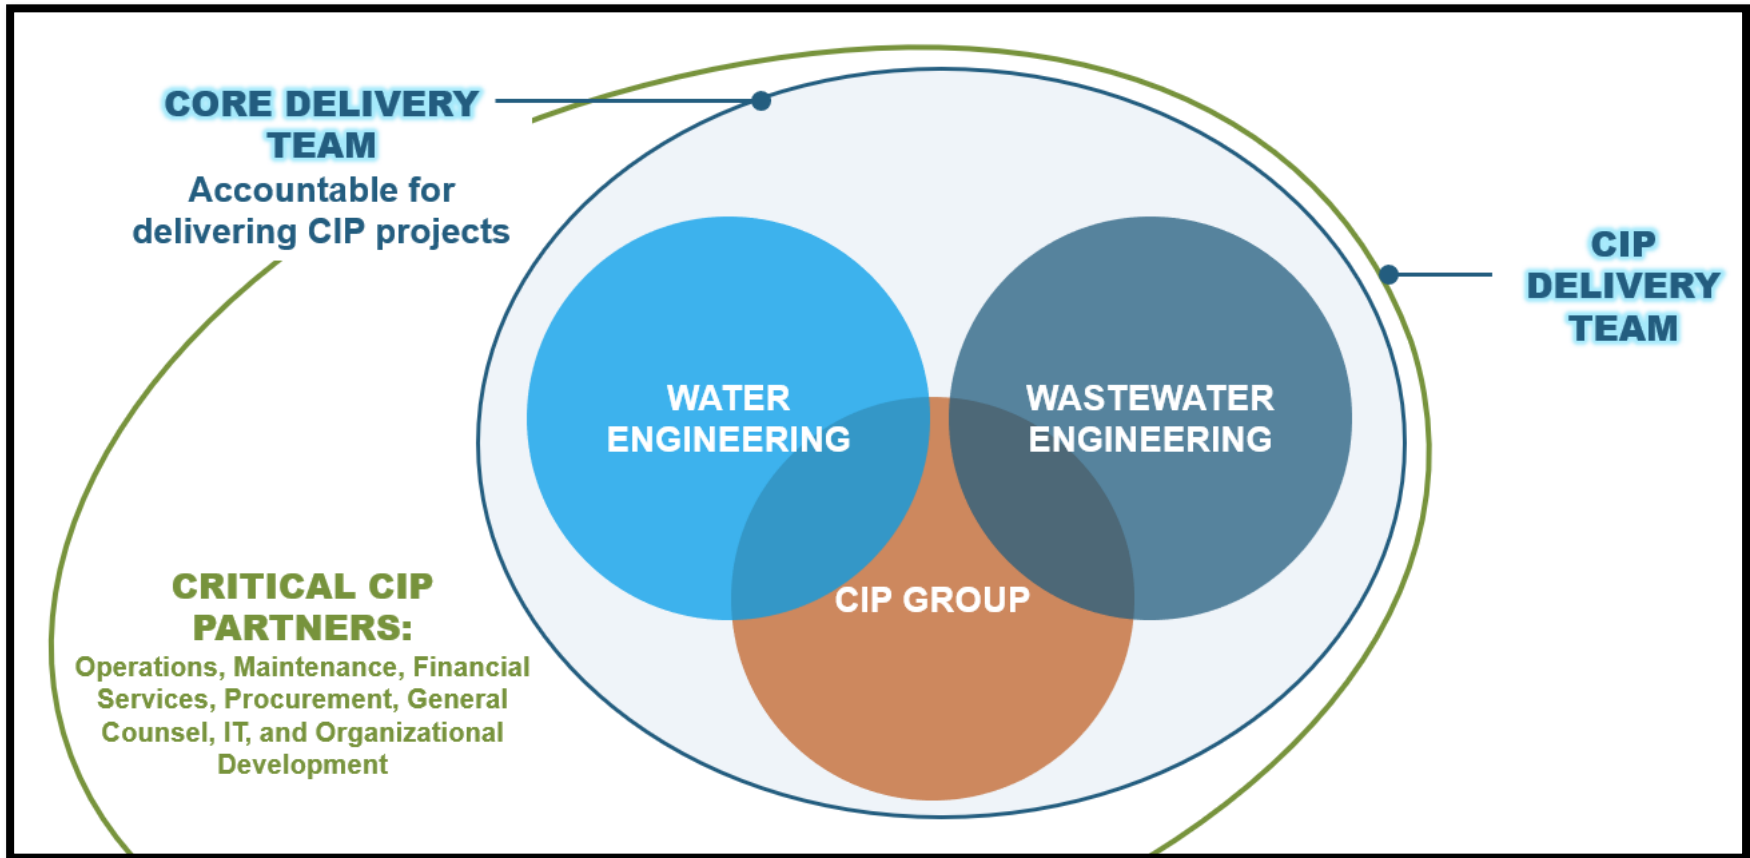 CORE DELIVERY
TEAM
Accountable for
delivering CIP projects
CIP
DELIVERY
TEAM
WATER
ENGINEERING
WASTEWATER
ENGINEERING
CIP GROUP
CRITICAL CIP
PARTNERS:
Operations, Maintenance, Financial
Services, Procurement, General
Counsel, IT, and Organizational
Development